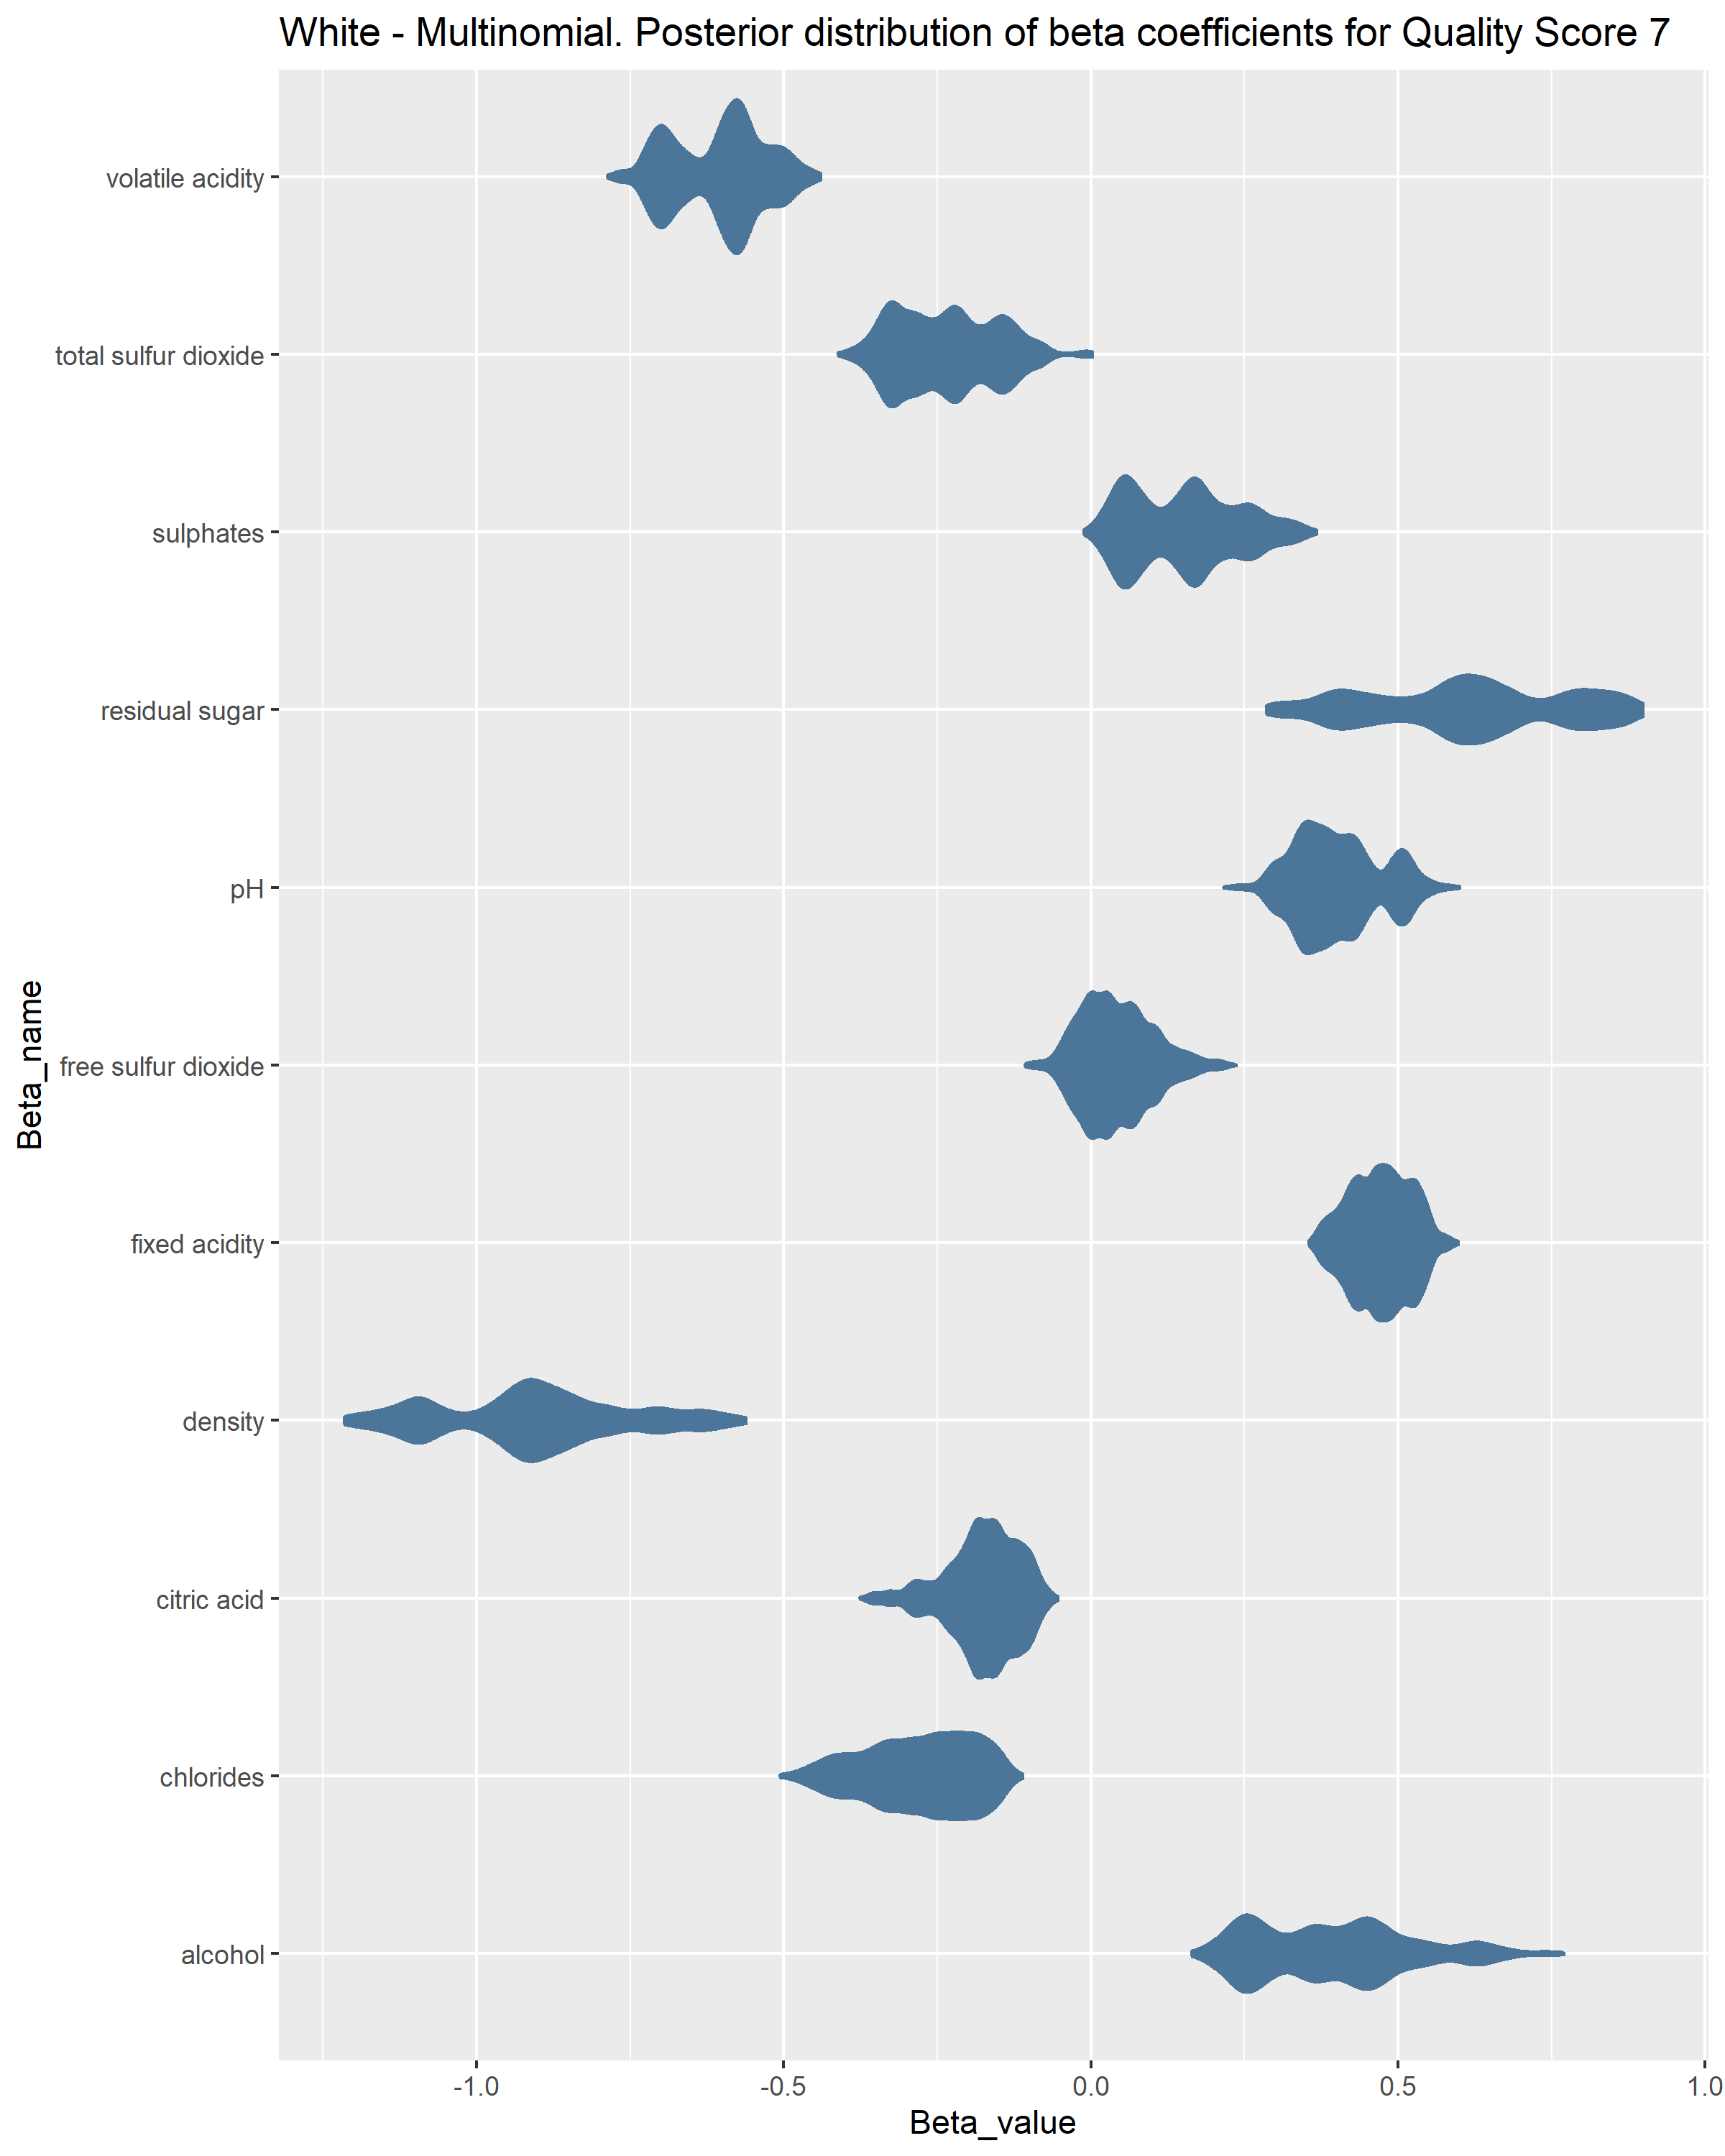 White - Multinomial. Posterior distribution of beta coefficients for Quality Score 7
Beta_name
volatile acidity
total sulfur dioxide
sulphates
residual sugar
pH
free sulfur dioxide
fixed acidity
density
citric acid
chlorides
alcohol
-1.0 -0.5 0.0 0.5 1.0
Beta_value